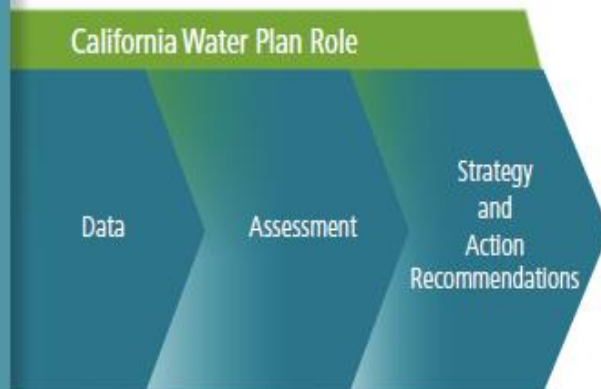 California Water Plan Role
Data
Assessment
Strategy
and
Action
Recommendations